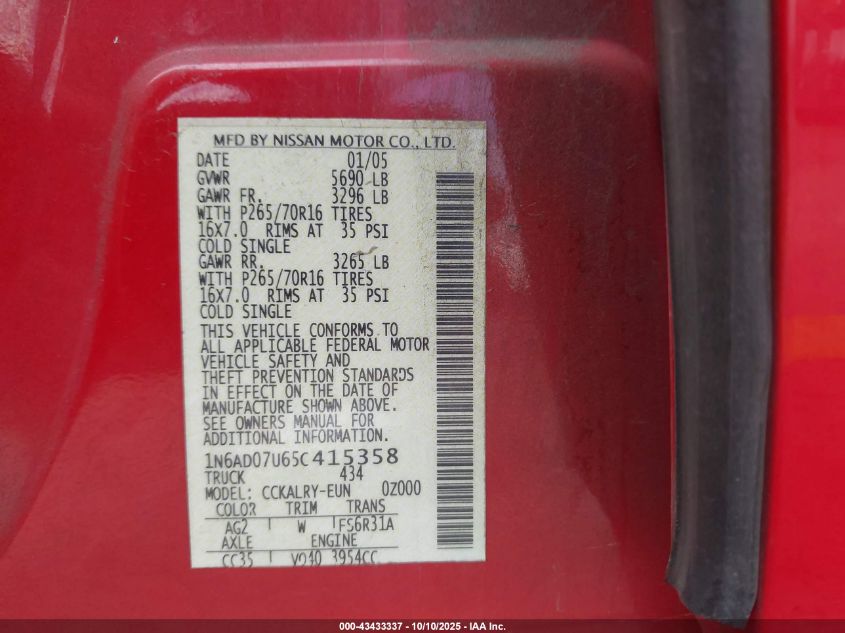 MFD BY NISSAN MOTOR CO., LTD.
DATE 01/05
GVWR 5690 LB
GAWR FR. 3296 LB
WITH P265/70R16 TIRES
16X7.0 RIMS AT 35 PSI
COLD SINGLE
GAWR RR. 3265 LB
WITH P265/70R16 TIRES
16X7.0 RIMS AT 35 PSI
COLD SINGLE
THIS VEHICLE CONFORMS TO
ALL APPLICABLE FEDERAL MOTOR
VEHICLE SAFETY AND
THEFT PREVENTION STANDARDS
IN EFFECT ON THE DATE OF
MANUFACTURE SHOWN ABOVE.
SEE OWNERS MANUAL FOR
ADDITIONAL INFORMATION.
1N6AD07U65C415358
TRUCK 434
MODEL: CCKALRY-EUN 0Z000
COLOR TRIM TRANS
AG2 W FS6R31A
AXLE ENGINE
CC35 VQ40 3954CC
000-43433337 - 10/10/2025 - IAA Inc.